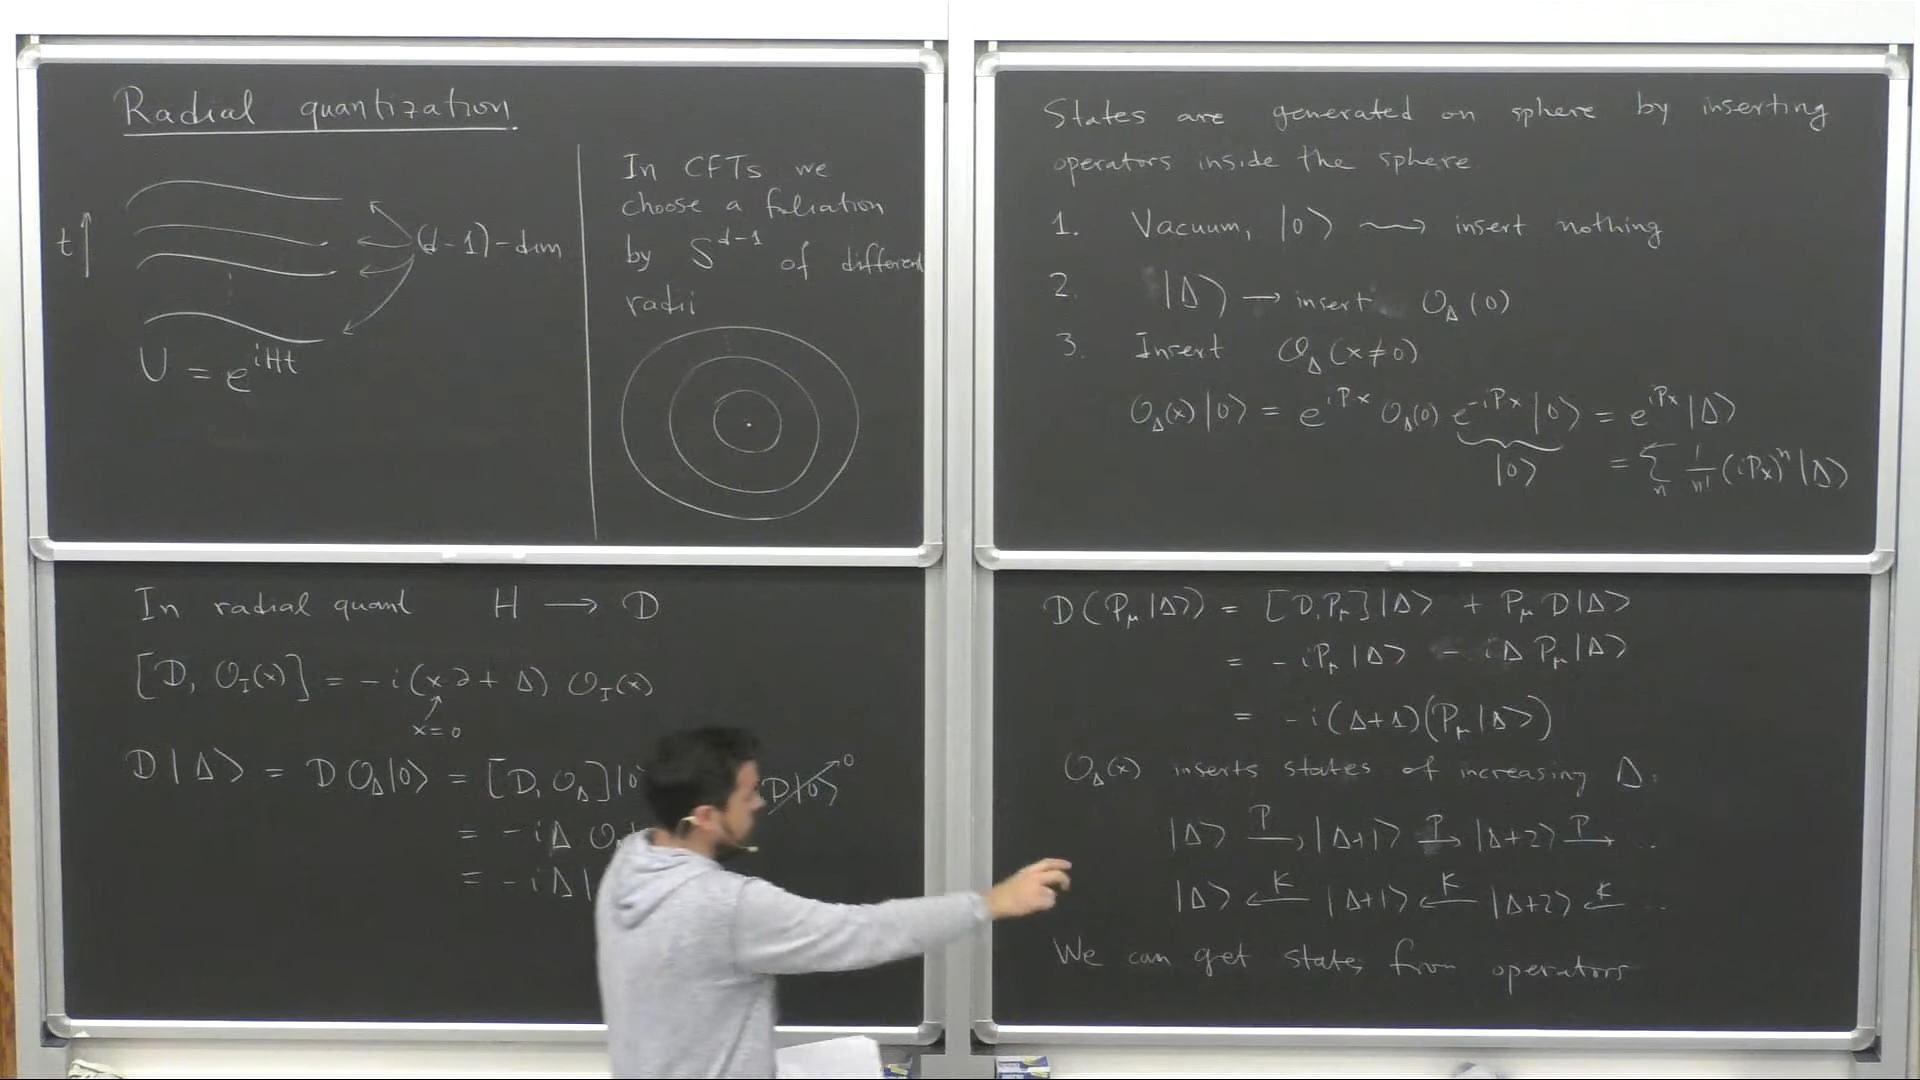 Radial quantization
t
(d-1)-dim
U = e^{iHt}
In CFTs we
choose a foliation
by S^{d-1} of different
radii
In radial quant H → D
[D, O_I(x)] = -i(x∂ + Δ) O_I(x)
x=0
D|Δ⟩ = D O_Δ|0⟩ = [D, O_Δ]|0⟩ D|0⟩ 0
= -iΔ O
= -iΔ|
States are generated on sphere by inserting
operators inside the sphere
1. Vacuum, |0⟩ ⇝ insert nothing
2. |Δ⟩ → insert O_Δ(0)
3. Insert O_Δ(x≠0)
O_Δ(x)|0⟩ = e^{iPx} O_Δ(0) e^{-iPx}|0⟩ = e^{iPx}|Δ⟩
|0⟩ = Σ_n 1/n! (iPx)^n |Δ⟩
D(P_μ|Δ⟩) = [D,P_μ]|Δ⟩ + P_μ D|Δ⟩
= -iP_μ|Δ⟩ - iΔ P_μ|Δ⟩
= -i(Δ+1)(P_μ|Δ⟩)
O_Δ(x) inserts states of increasing Δ:
|Δ⟩ P→ |Δ+1⟩ P→ |Δ+2⟩ P→ ...
|Δ⟩ ←K |Δ+1⟩ ←K |Δ+2⟩ ←K ...
We can get states from operators